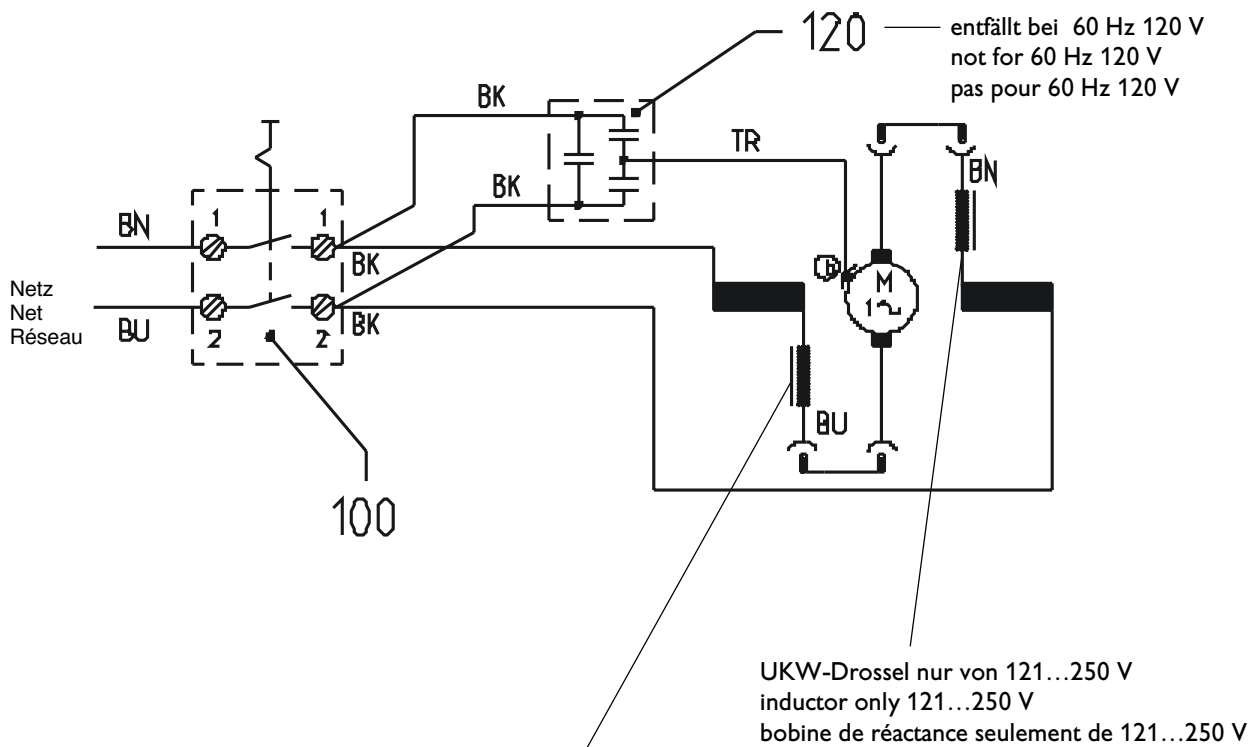 120
entfällt bei 60 Hz 120 V
not for 60 Hz 120 V
pas pour 60 Hz 120 V
BK
TR
BN
BK
BN
1
1
BK
M
1~
Netz
Net
Réseau
BU
2
2
BK
BU
100
UKW-Drossel nur von 121…250 V
inductor only 121…250 V
bobine de réactance seulement de 121…250 V